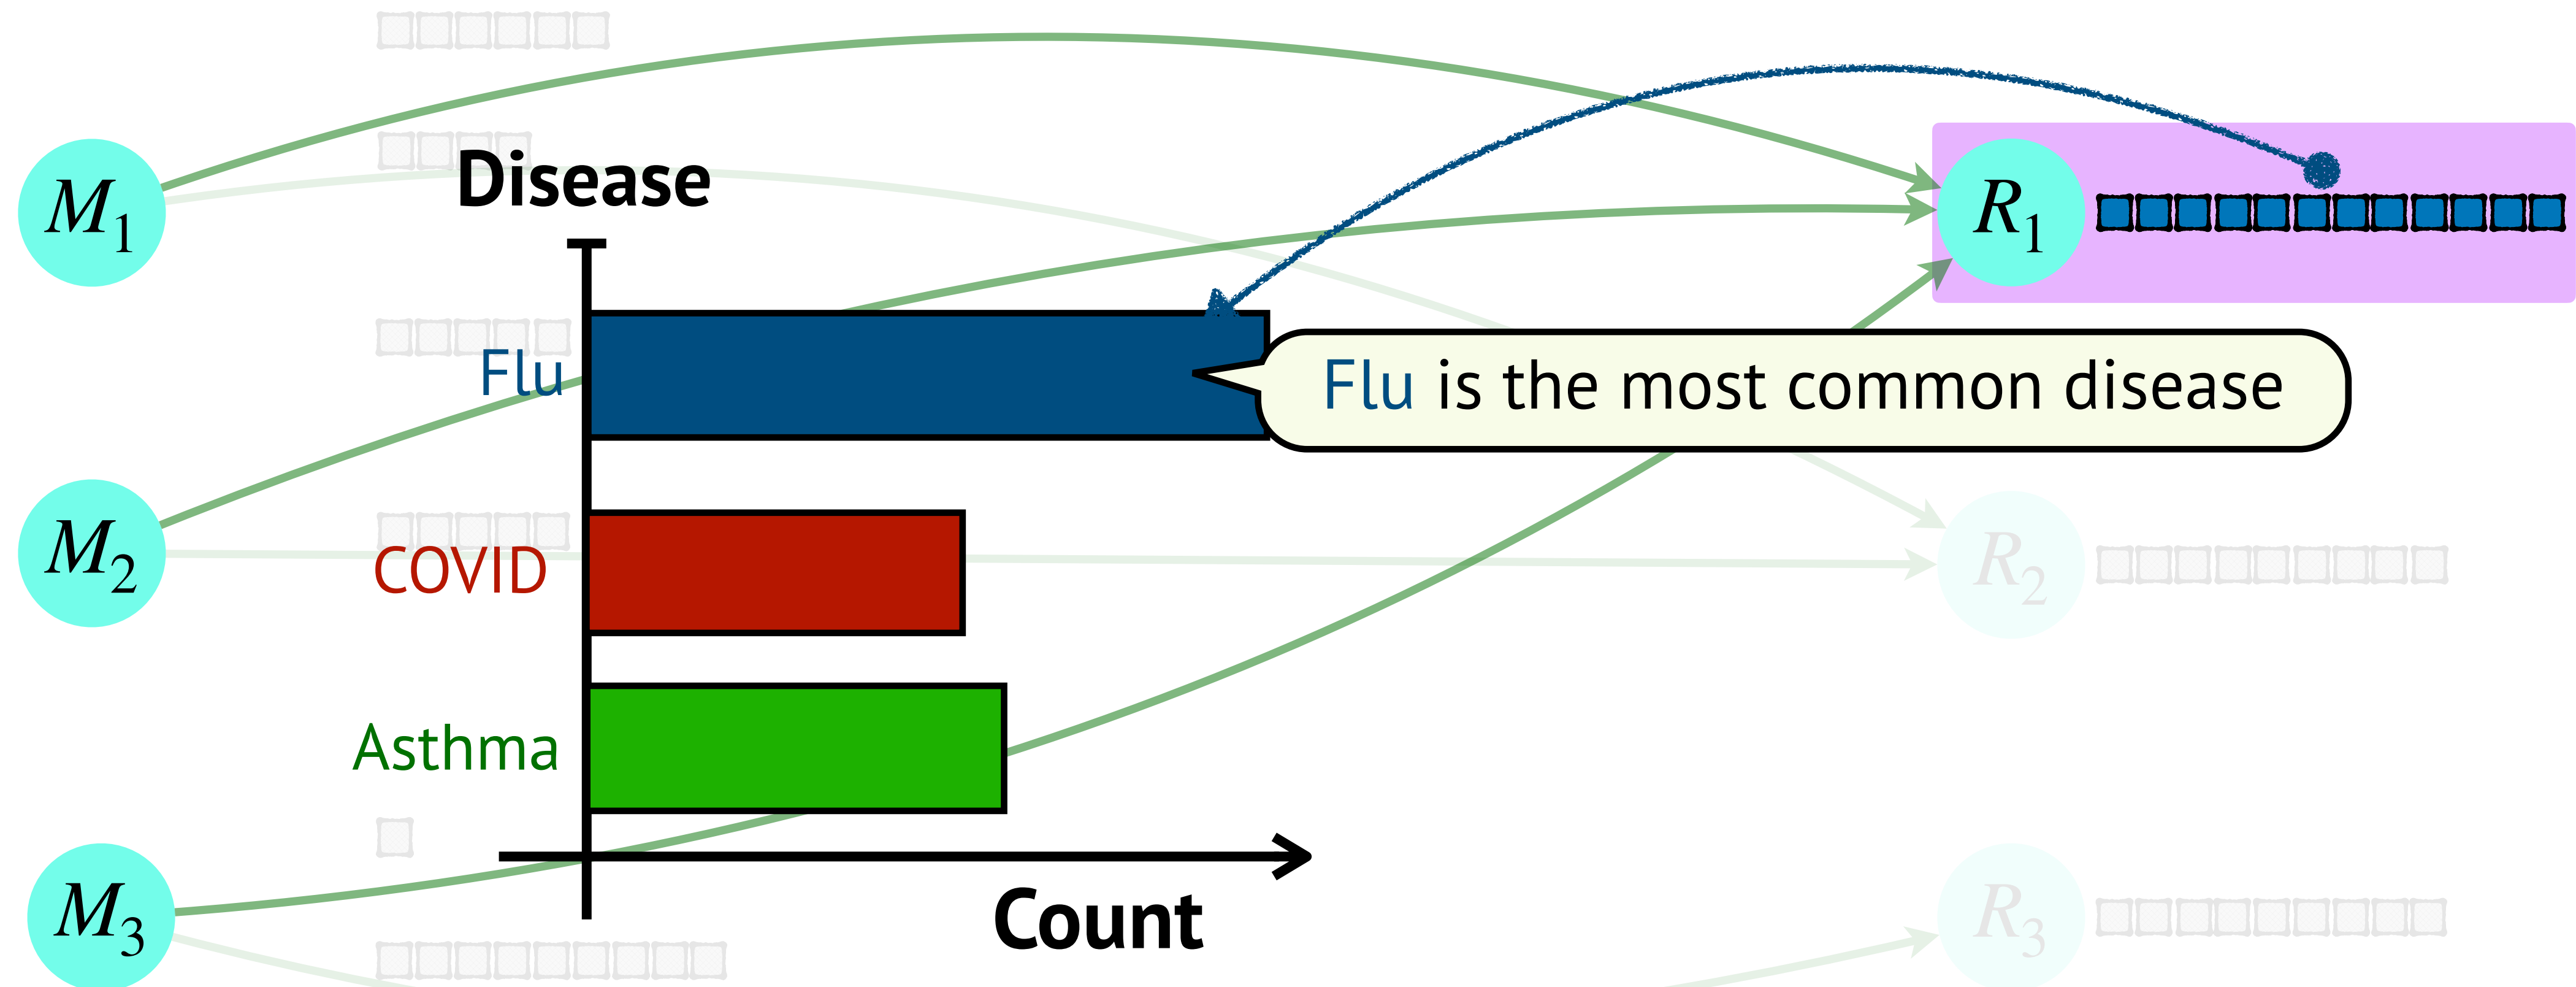 Disease
M1
R1
Flu
Flu is the most common disease
M2
COVID
R2
Asthma
M3
Count
R3